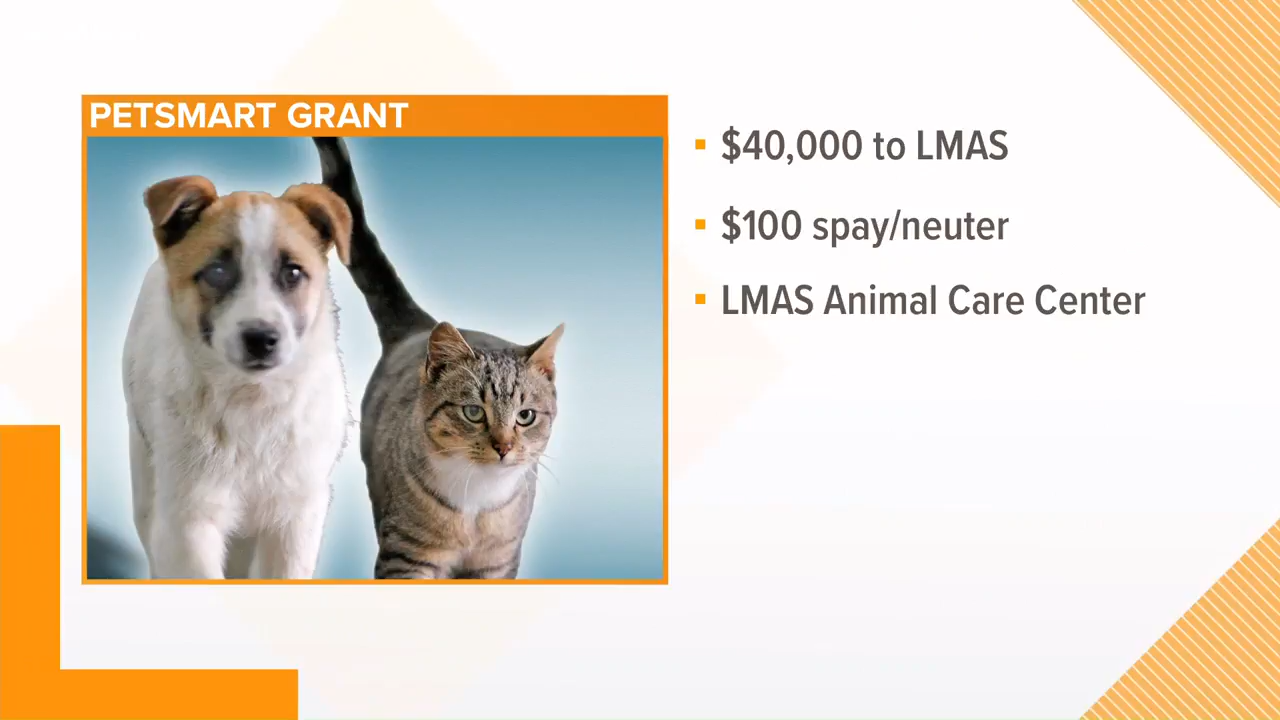 PETSMART GRANT
$40,000 to LMAS
$100 spay/neuter
LMAS Animal Care Center